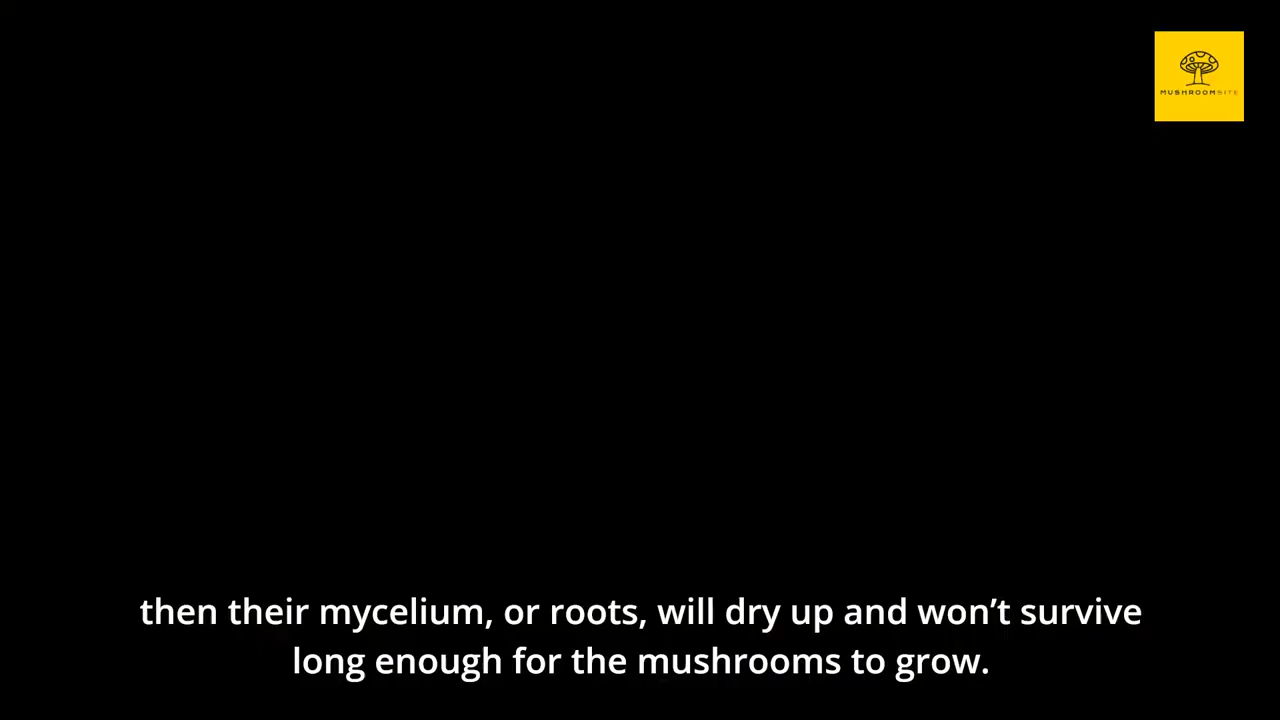 MUSHROOMSITE
then their mycelium, or roots, will dry up and won’t survive
long enough for the mushrooms to grow.